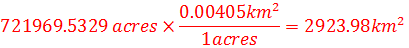 721969.5329 acres × 0.00405km²/1acres = 2923.98km²